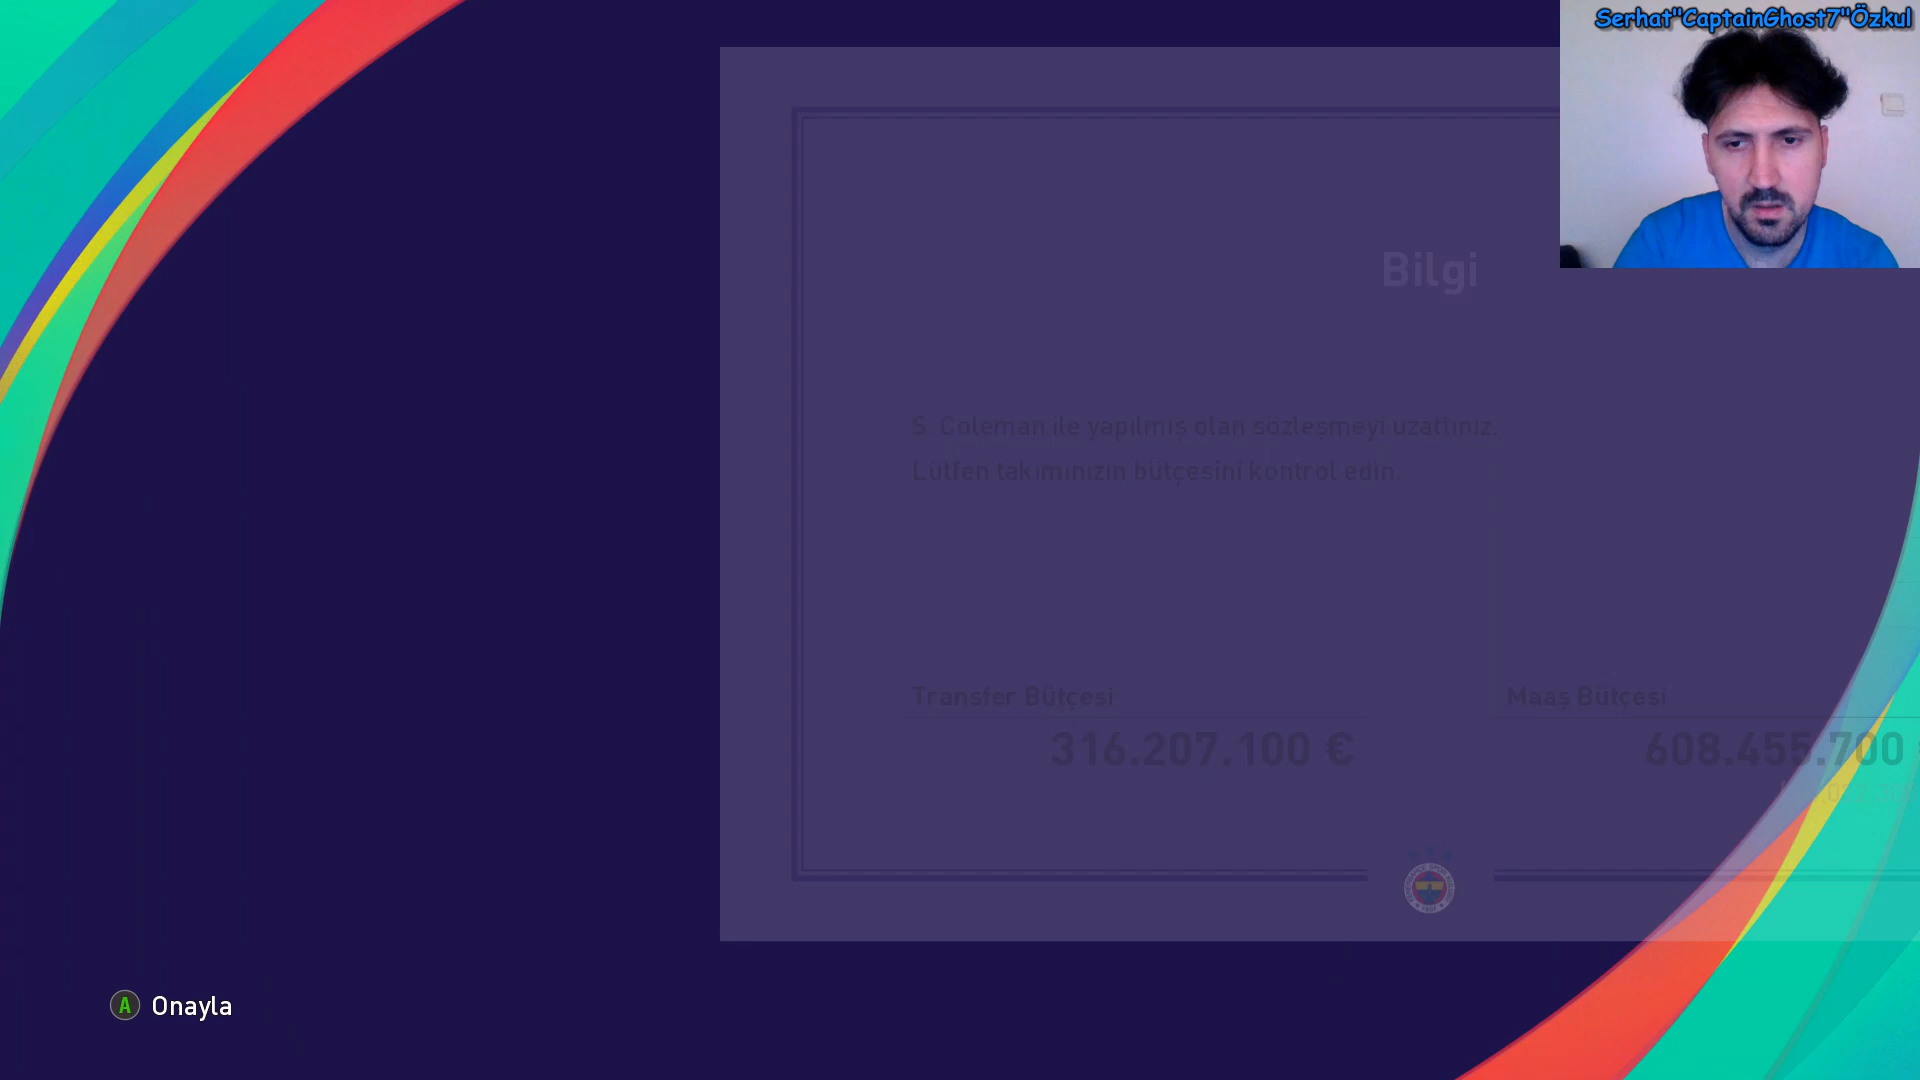 Serhat"CaptainGhost7"Özkul
Bilgi
S. Coleman ile yapılmış olan sözleşmeyi uzattınız.
Lütfen takımınızın bütçesini kontrol edin.
Transfer Bütçesi
Maaş Bütçesi
316.207.100 €
608.455.700
A Onayla